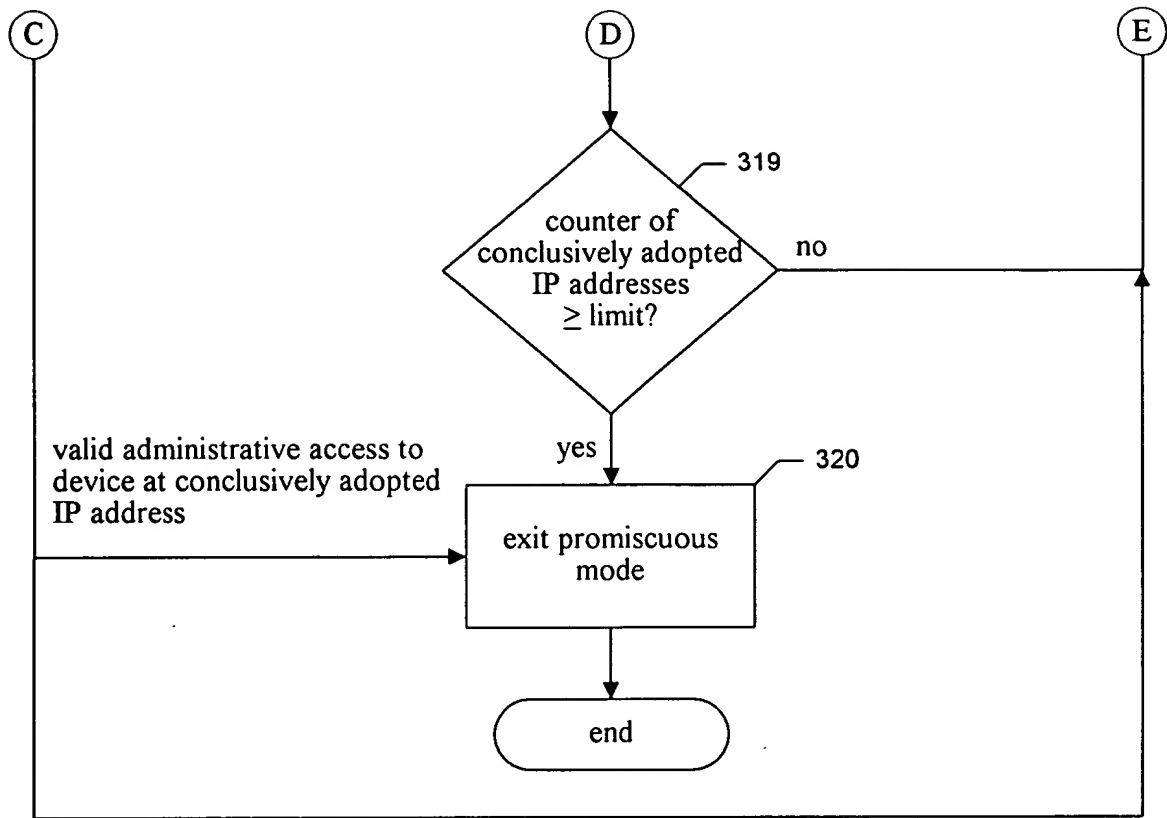 C
D
E
319
counter of
conclusively adopted
IP addresses
≥ limit?
no
yes
valid administrative access to
device at conclusively adopted
IP address
320
exit promiscuous
mode
end